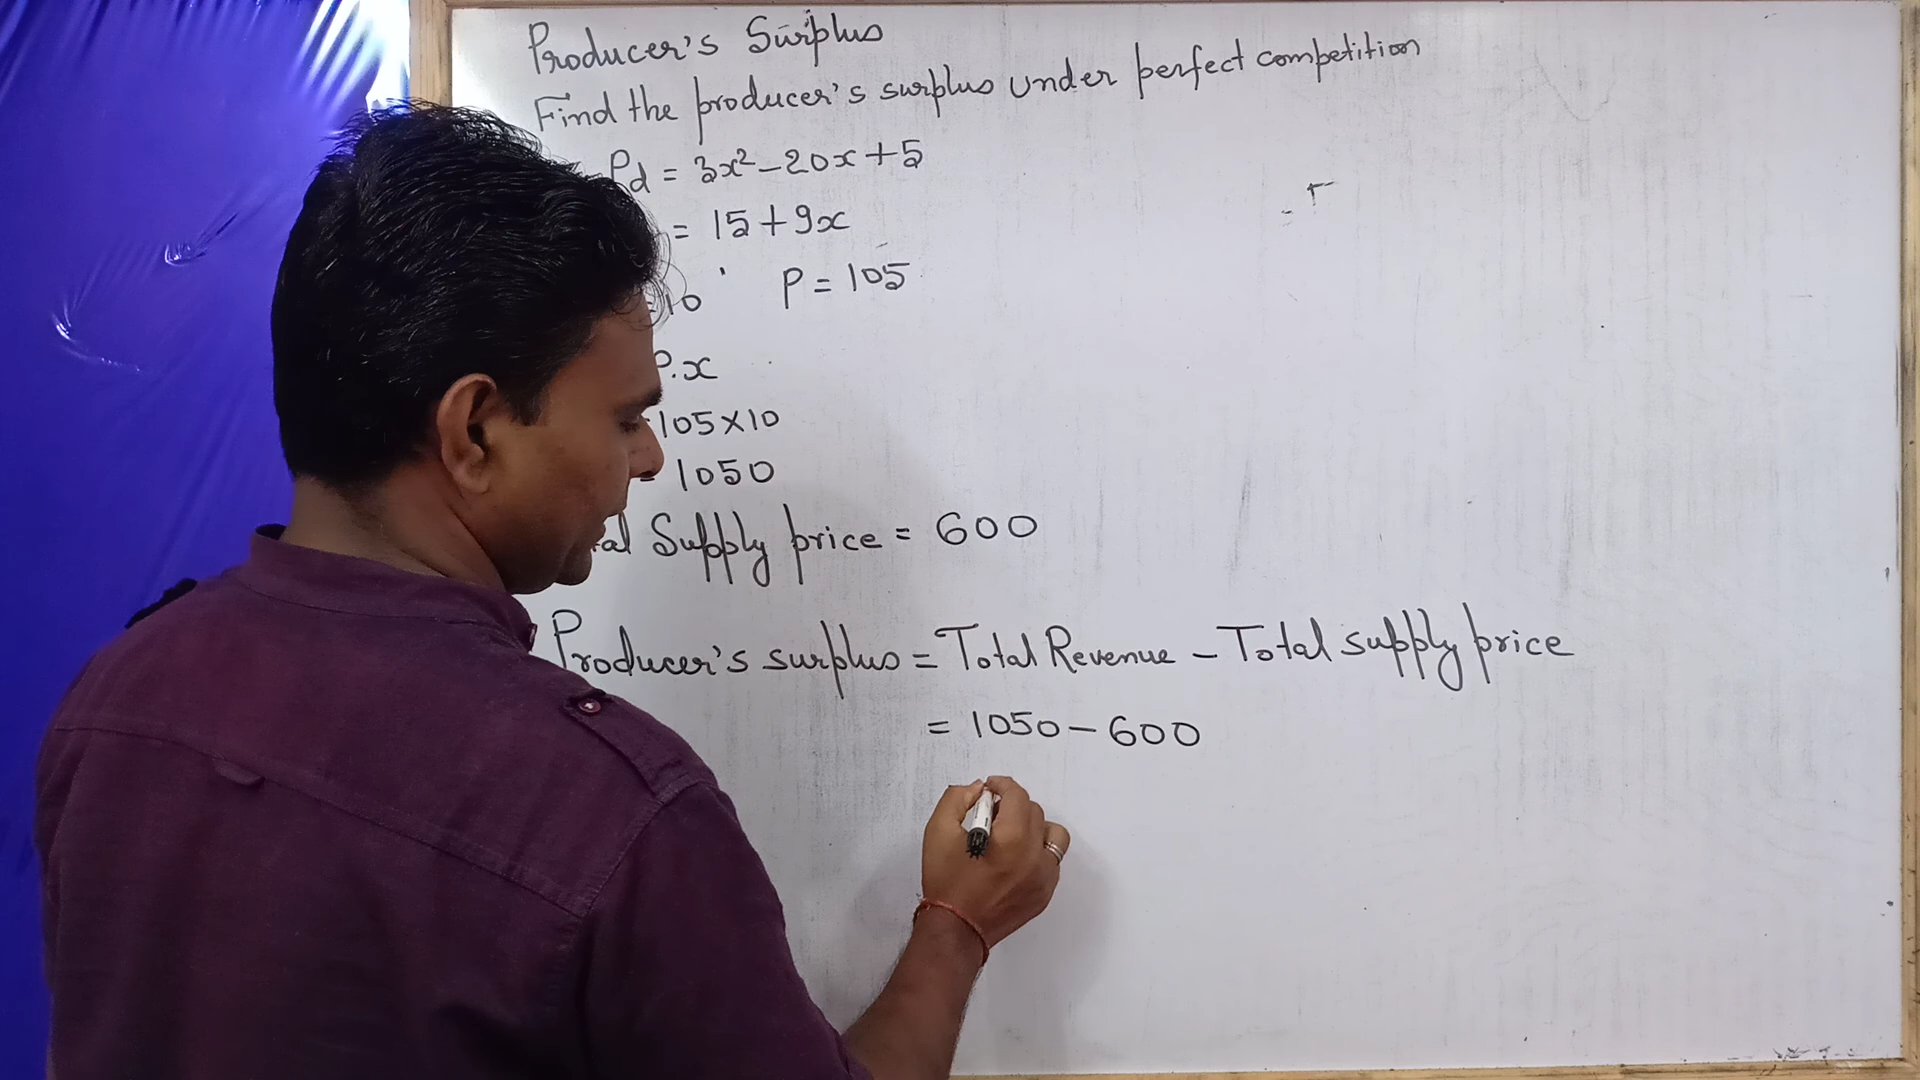 Producer's Surplus
Find the producer's surplus under perfect competition
Pd = 3x² - 20x + 5
= 15 + 9x
=10 P = 105
P.x
105 × 10
= 1050
Supply price = 600
Producer's surplus = Total Revenue - Total supply price
= 1050 - 600